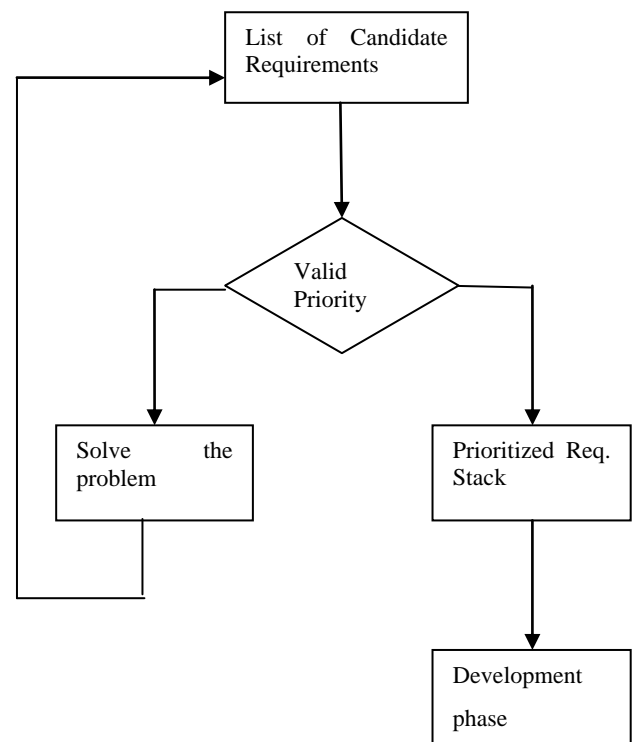 List of Candidate
Requirements
Valid
Priority
Solve the
problem
Prioritized Req.
Stack
Development
phase